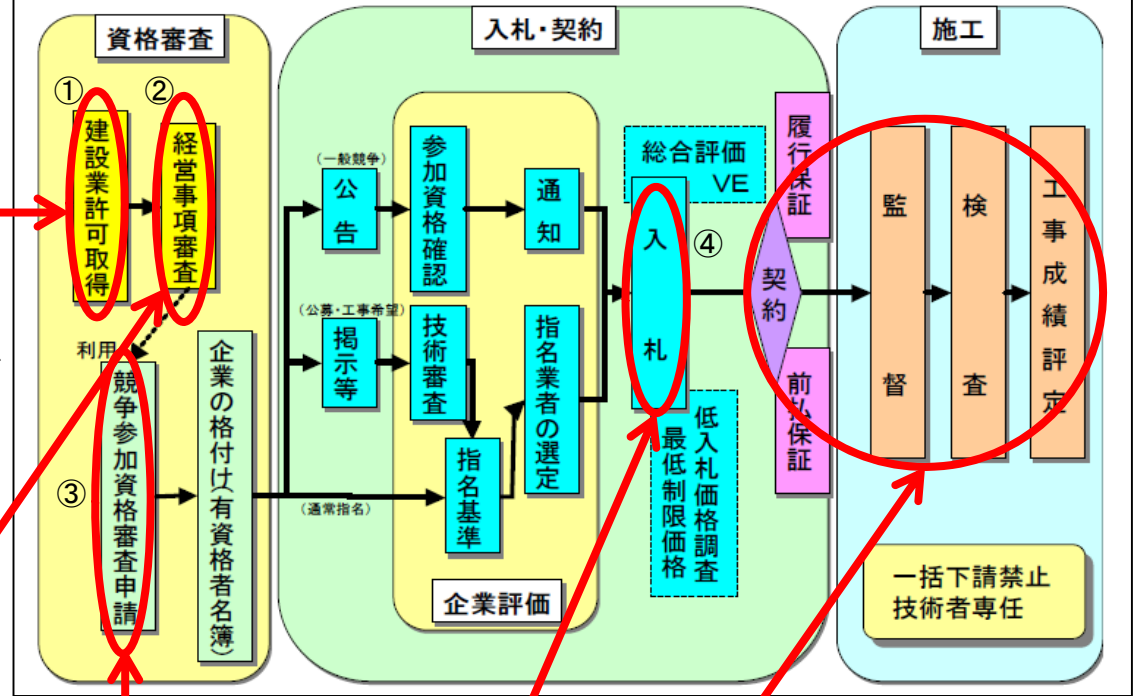 資格審査
①
建設業許可取得
②
経営事項審査
利用
③
競争参加資格審査申請
企業の格付け(有資格者名簿)
入札・契約
(一般競争)
公告
参加資格確認
通知
(公募・工事希望)
掲示等
技術審査
指名業者の選定
(通常指名)
指名基準
企業評価
総合評価
VE
入札
④
低入札価格調査
最低制限価格
履行保証
契約
前払保証
施工
監督
検査
工事成績評定
一括下請禁止
技術者専任